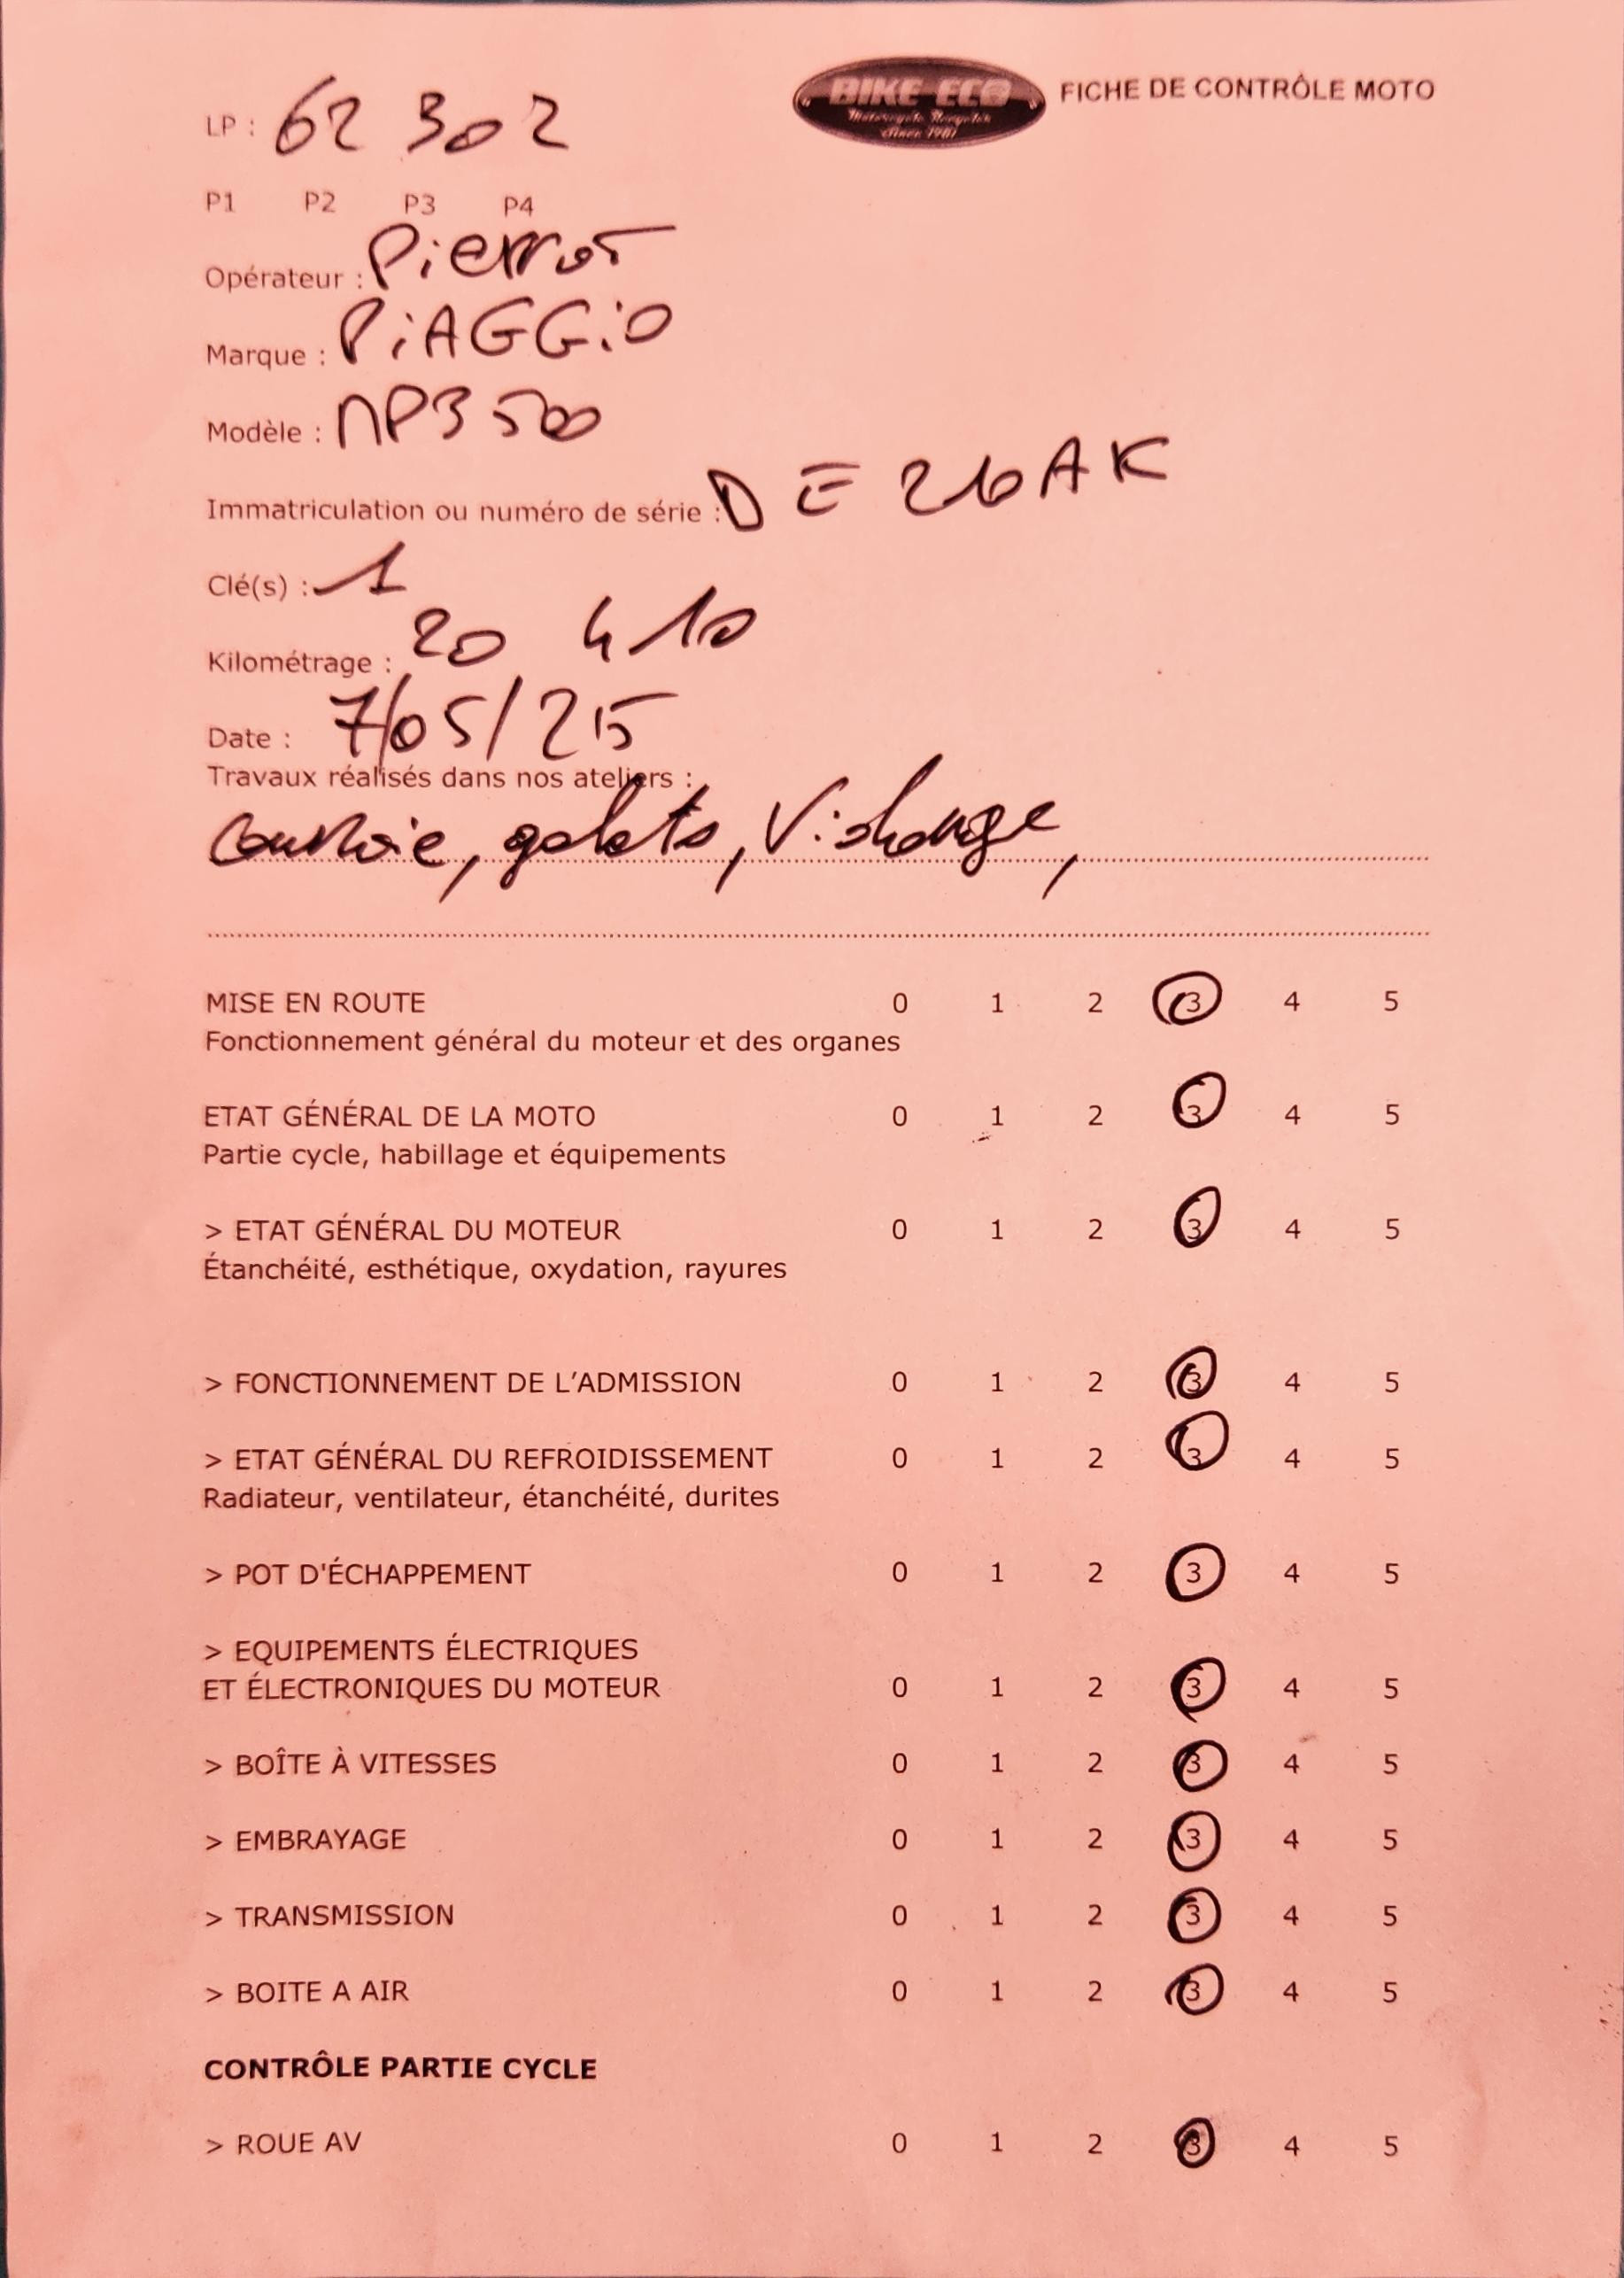 LP : 62 302
BIKE-ECO
Since 1981
FICHE DE CONTRÔLE MOTO
P1 P2 P3 P4
Opérateur : Pierrot
Marque : PiAGGiO
Modèle : MP3 500
Immatriculation ou numéro de série : DE 26 AK
Clé(s) : 1
Kilométrage : 20 410
Date : 7/05/25
Travaux réalisés dans nos ateliers :
Courroie, galets, Vidange,
MISE EN ROUTE 0 1 2 3 4 5
Fonctionnement général du moteur et des organes
ETAT GÉNÉRAL DE LA MOTO 0 1 2 3 4 5
Partie cycle, habillage et équipements
> ETAT GÉNÉRAL DU MOTEUR 0 1 2 3 4 5
Étanchéité, esthétique, oxydation, rayures
> FONCTIONNEMENT DE L'ADMISSION 0 1 2 3 4 5
> ETAT GÉNÉRAL DU REFROIDISSEMENT 0 1 2 3 4 5
Radiateur, ventilateur, étanchéité, durites
> POT D'ÉCHAPPEMENT 0 1 2 3 4 5
> EQUIPEMENTS ÉLECTRIQUES
ET ÉLECTRONIQUES DU MOTEUR 0 1 2 3 4 5
> BOÎTE À VITESSES 0 1 2 3 4 5
> EMBRAYAGE 0 1 2 3 4 5
> TRANSMISSION 0 1 2 3 4 5
> BOITE A AIR 0 1 2 3 4 5
CONTRÔLE PARTIE CYCLE
> ROUE AV 0 1 2 3 4 5